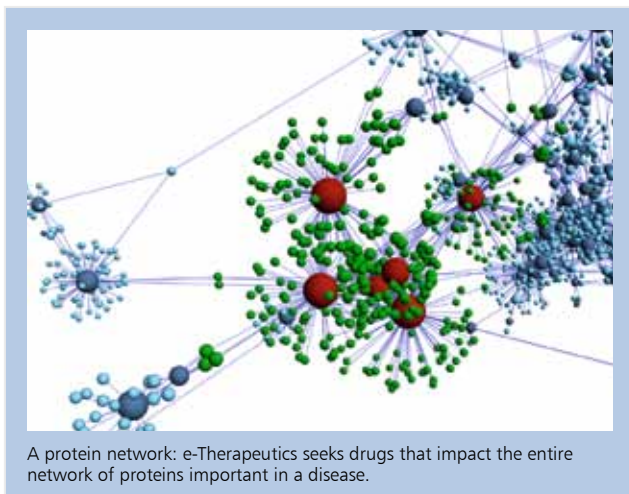 A protein network: e-Therapeutics seeks drugs that impact the entire
network of proteins important in a disease.